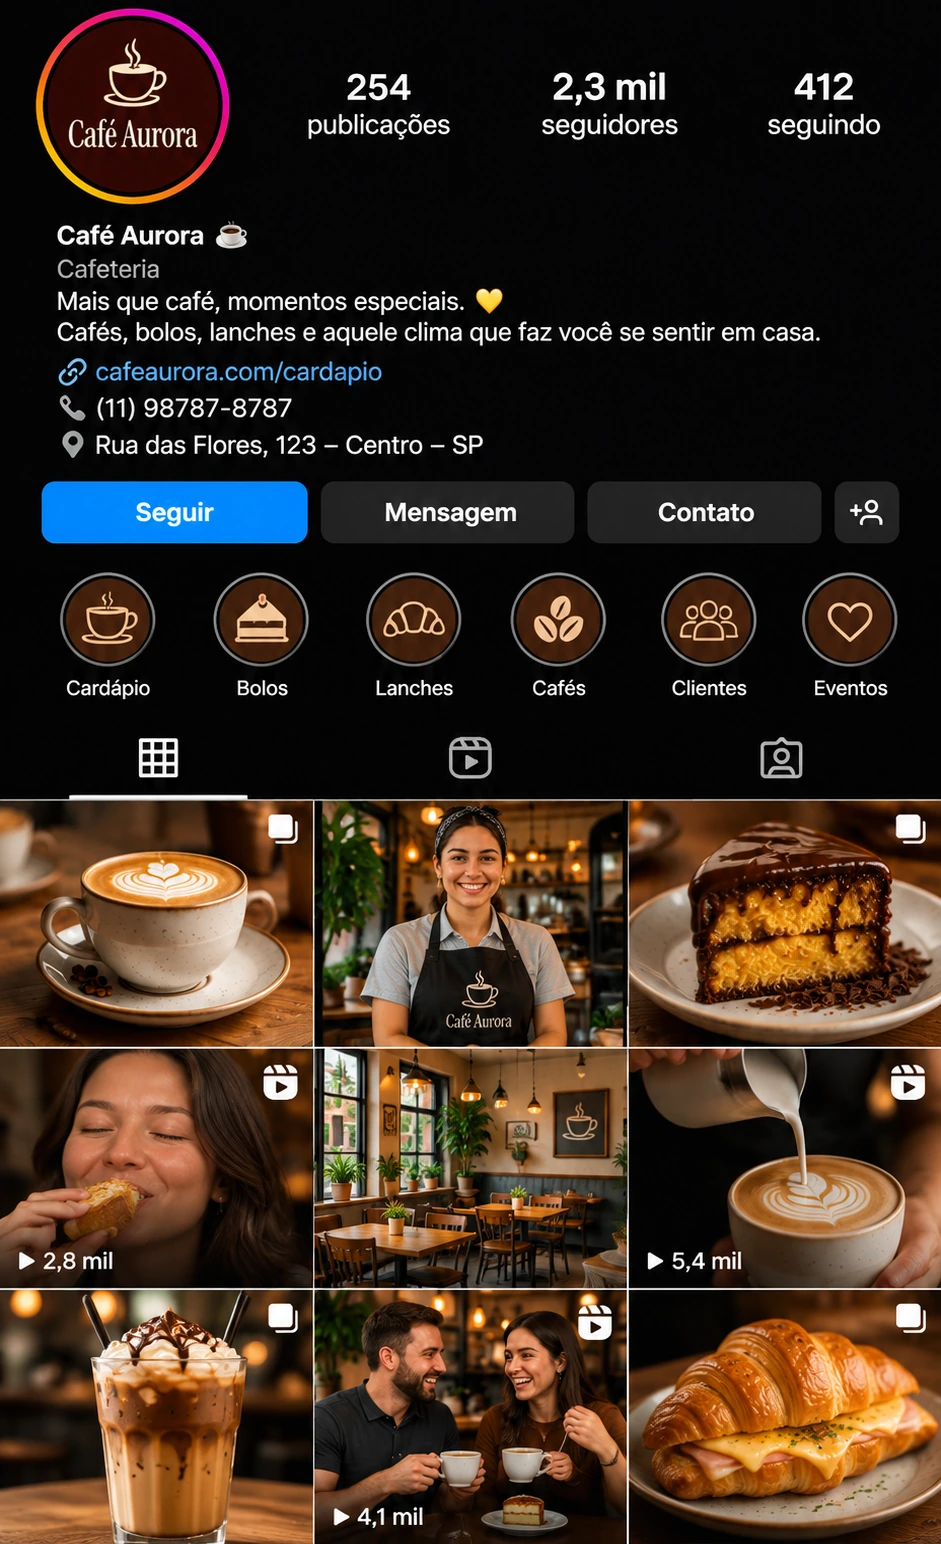 Café Aurora
254
publicações
2,3 mil
seguidores
412
seguindo
Café Aurora ☕
Cafeteria
Mais que café, momentos especiais. 💛
Cafés, bolos, lanches e aquele clima que faz você se sentir em casa.
cafeaurora.com/cardapio
(11) 98787-8787
Rua das Flores, 123 – Centro – SP
Seguir
Mensagem
Contato
Cardápio
Bolos
Lanches
Cafés
Clientes
Eventos
Café Aurora
2,8 mil
5,4 mil
4,1 mil